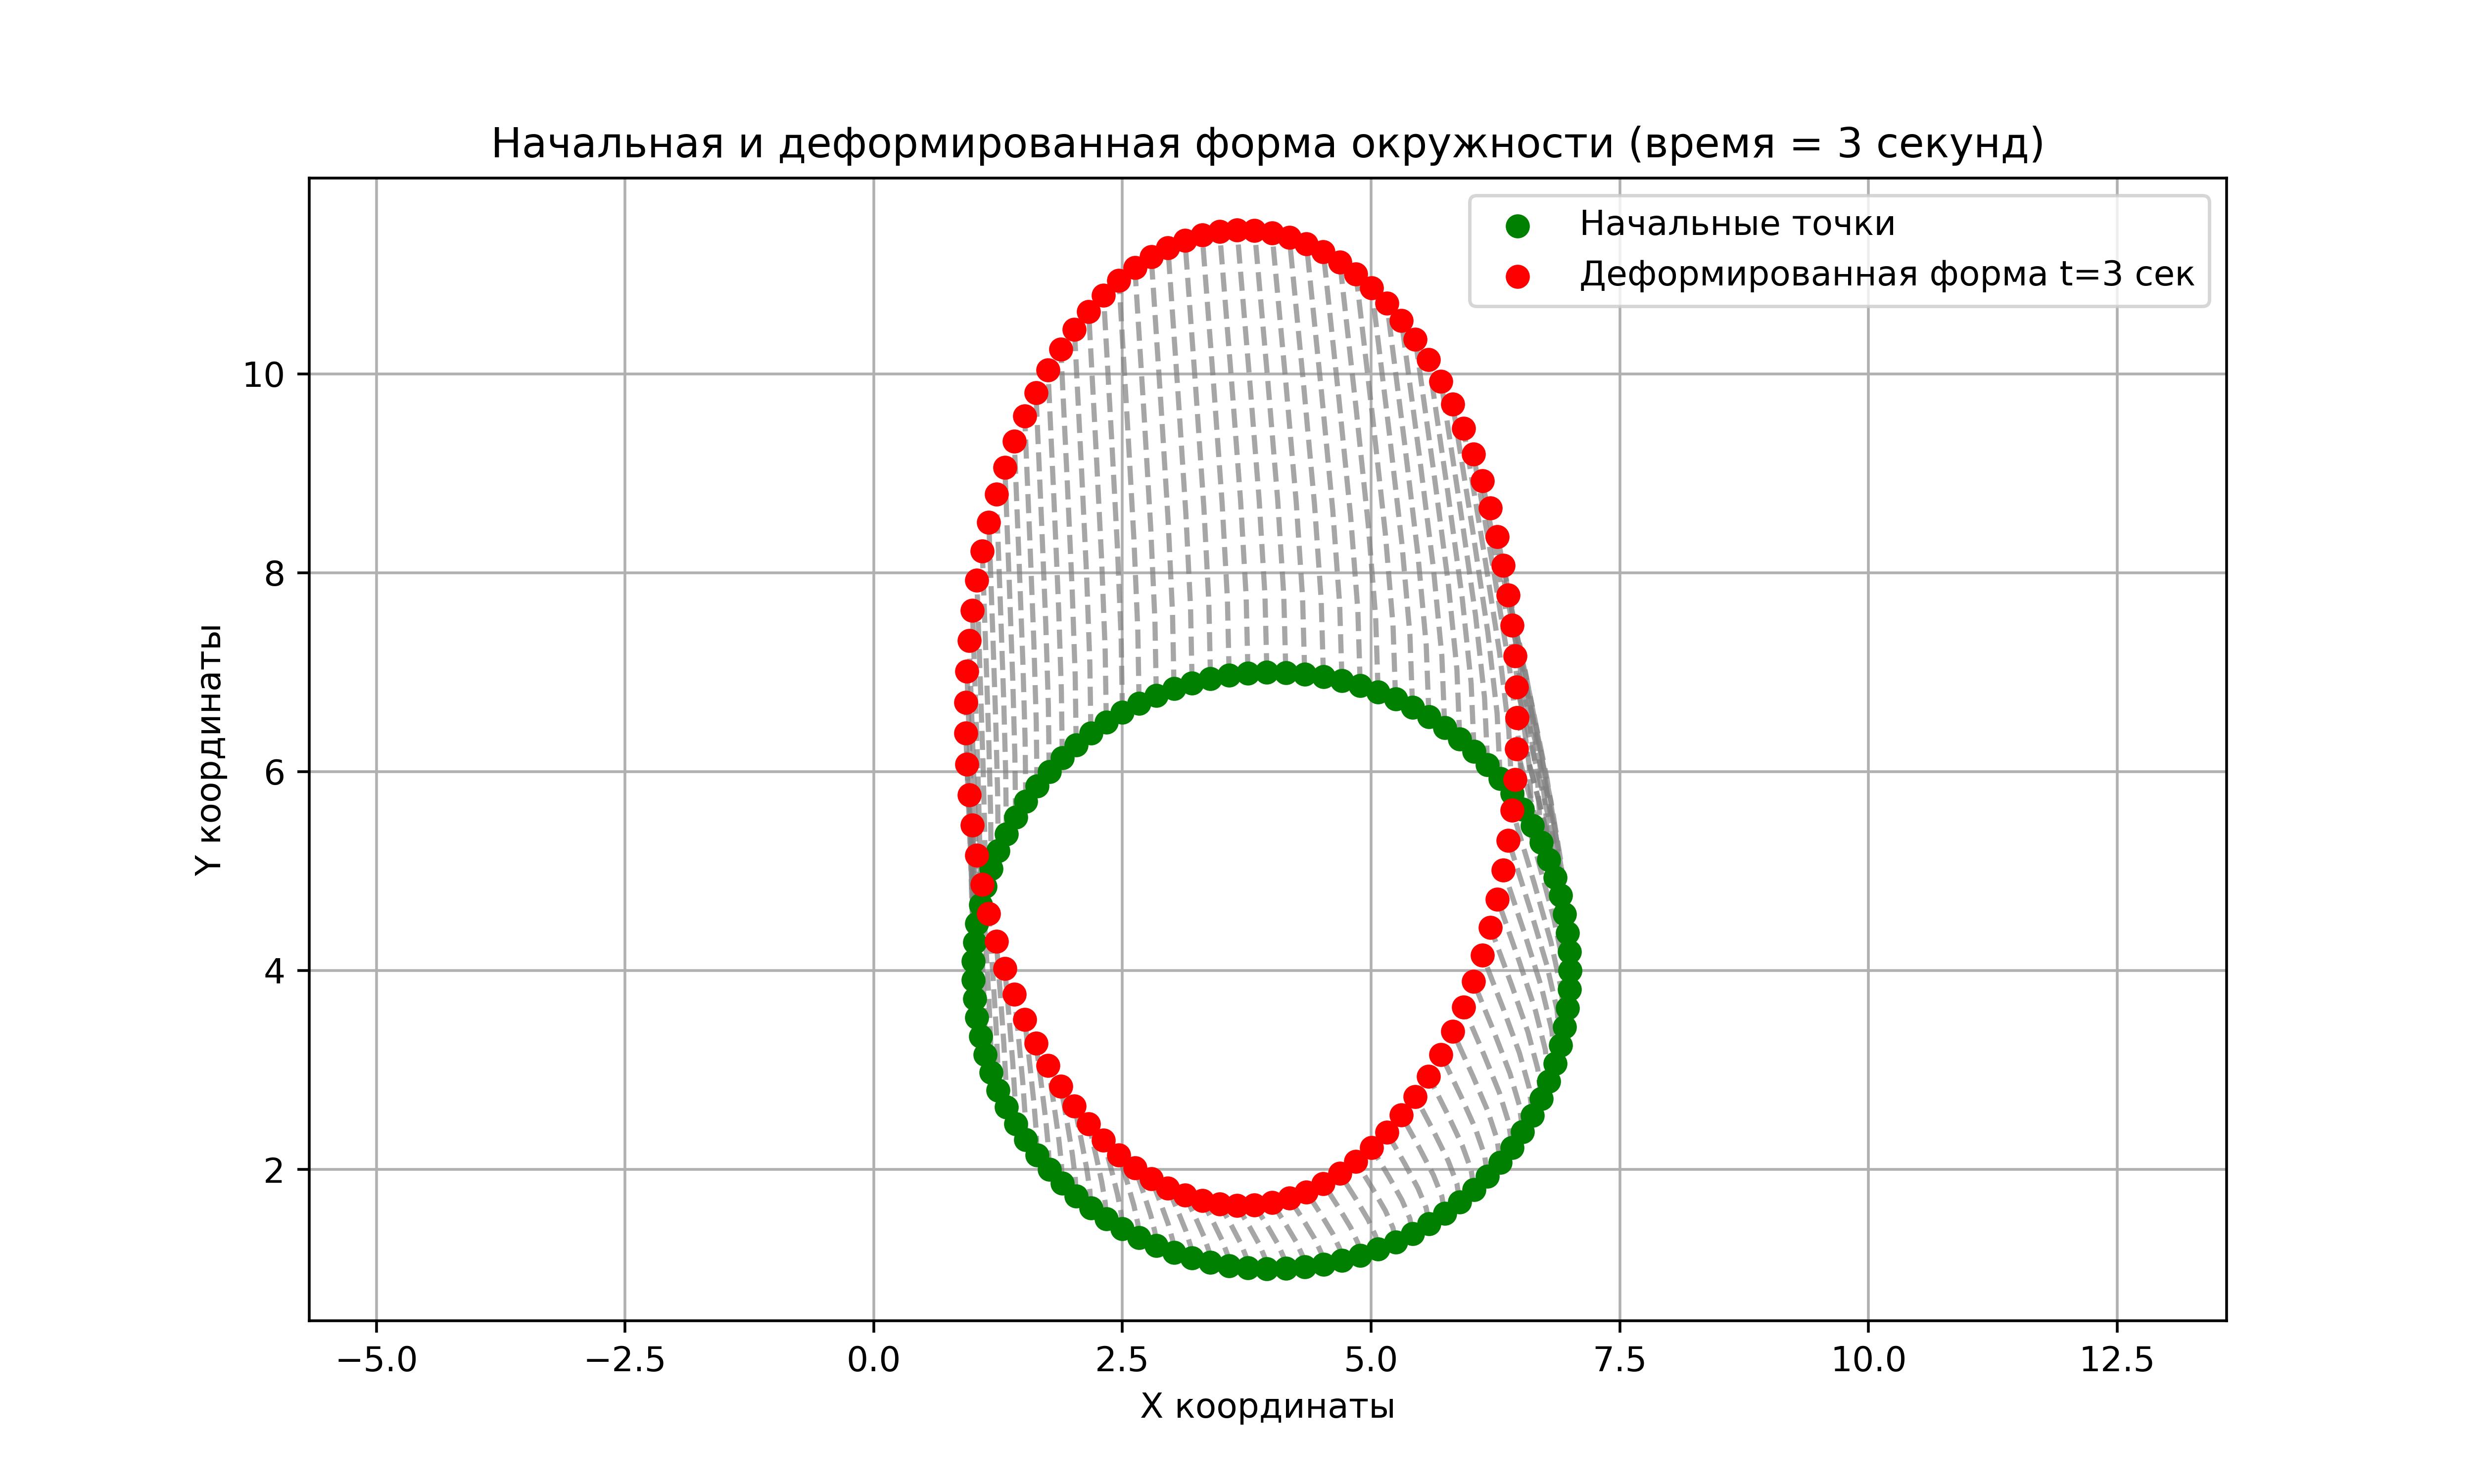 Начальная и деформированная форма окружности (время = 3 секунд)
Начальные точки
Деформированная форма t=3 сек
10
8
6
4
2
Y координаты
−5.0 −2.5 0.0 2.5 5.0 7.5 10.0 12.5
X координаты